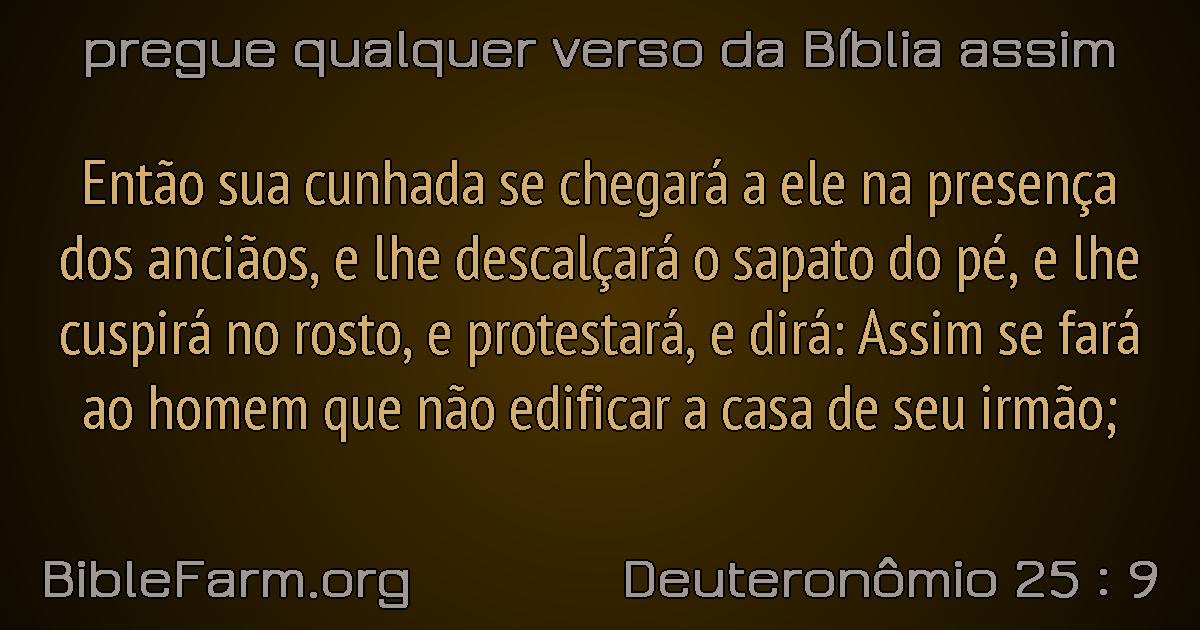 pregue qualquer verso da Bíblia assim
Então sua cunhada se chegará a ele na presença
dos anciãos, e lhe descalçará o sapato do pé, e lhe
cuspirá no rosto, e protestará, e dirá: Assim se fará
ao homem que não edificar a casa de seu irmão;
BibleFarm.org
Deuteronômio 25 : 9